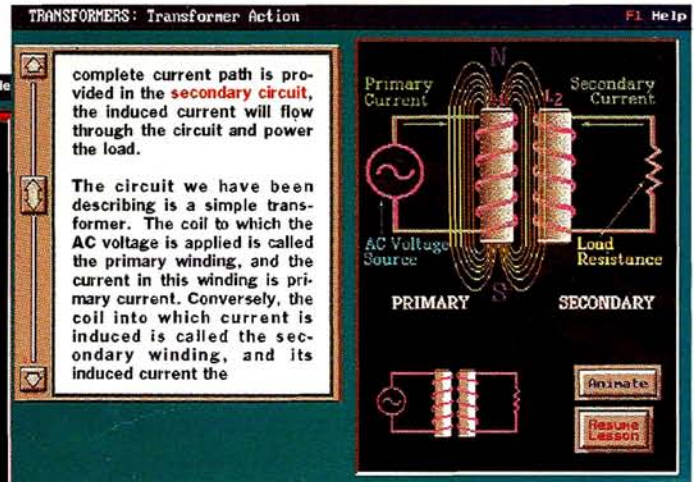 TRANSFORMERS: Transformer Action
F1 Help
complete current path is pro-
vided in the secondary circuit,
the induced current will flow
through the circuit and power
the load.
The circuit we have been
describing is a simple trans-
former. The coil to which the
AC voltage is applied is called
the primary winding, and the
current in this winding is pri-
mary current. Conversely, the
coil into which current is
induced is called the sec-
ondary winding, and its
induced current the
N
Primary
Current
L1
L2
Secondary
Current
AC Voltage
Source
Load
Resistance
S
PRIMARY
SECONDARY
Animate
Resume
Lesson